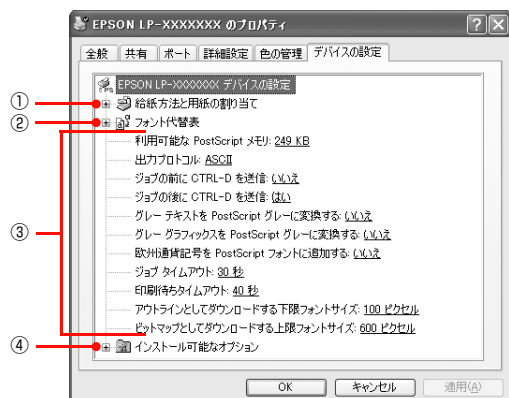 EPSON LP-XXXXXXX のプロパティ
全般 共有 ポート 詳細設定 色の管理 デバイスの設定
EPSON LP-XXXXXXX デバイスの設定
① 給紙方法と用紙の割り当て
② フォント代替表
利用可能な PostScript メモリ: 249 KB
出力プロトコル: ASCII
ジョブの前に CTRL-D を送信: いいえ
ジョブの後に CTRL-D を送信: はい
グレー テキストを PostScript グレーに変換する: いいえ
③ グレー グラフィックスを PostScript グレーに変換する: いいえ
欧州通貨記号を PostScript フォントに追加する: いいえ
ジョブ タイムアウト: 30 秒
印刷待ちタイムアウト: 40 秒
アウトラインとしてダウンロードする下限フォントサイズ: 100 ピクセル
ビットマップとしてダウンロードする上限フォントサイズ: 600 ピクセル
④ インストール可能なオプション
OK キャンセル 適用(A)